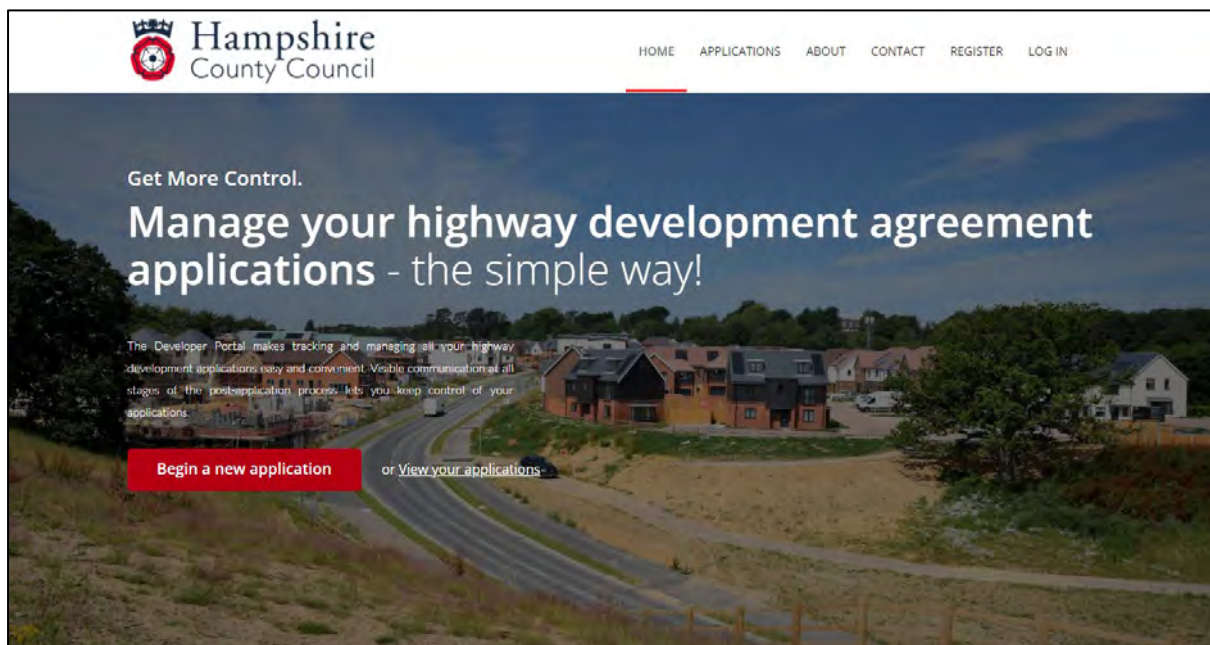 Hampshire
County Council
HOME APPLICATIONS ABOUT CONTACT REGISTER LOG IN
Get More Control.
Manage your highway development agreement
applications - the simple way!
The Developer Portal makes tracking and managing all your highway
development applications easy and convenient. Visible communication at all
stages of the post-application process lets you keep control of your
applications.
Begin a new application or View your applications